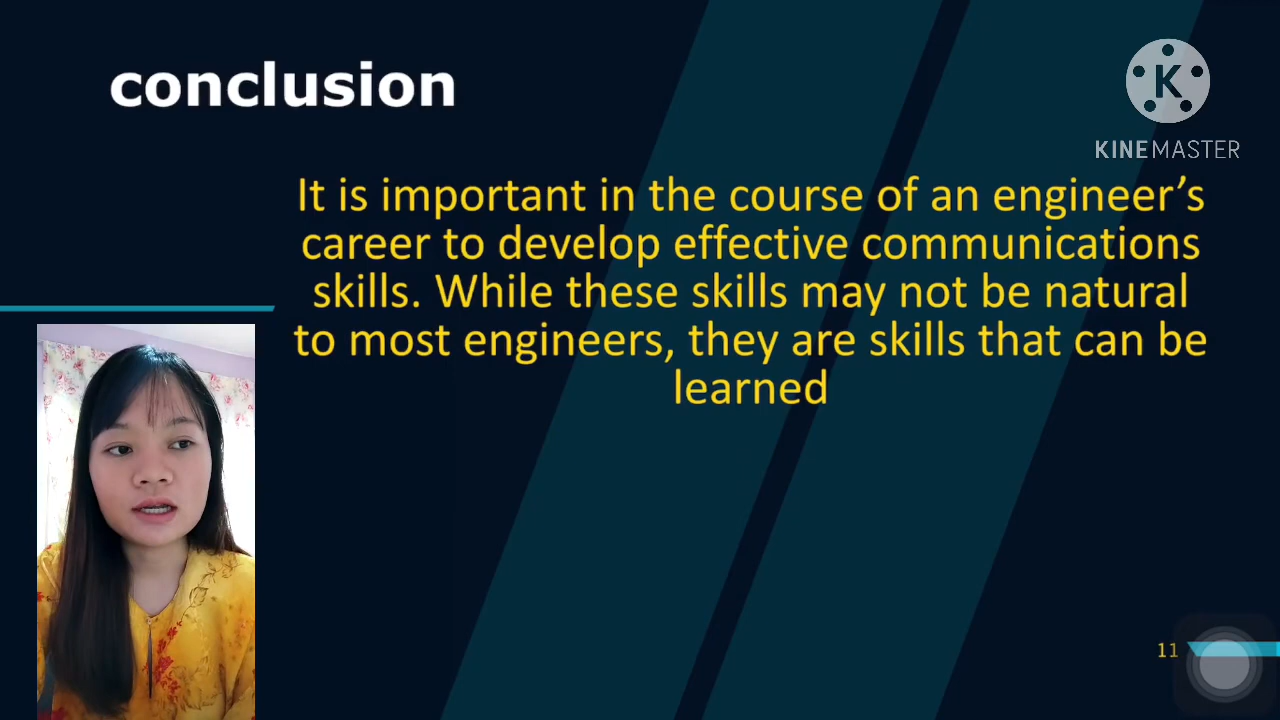 conclusion
K
KINEMASTER
It is important in the course of an engineer’s
career to develop effective communications
skills. While these skills may not be natural
to most engineers, they are skills that can be
learned
11